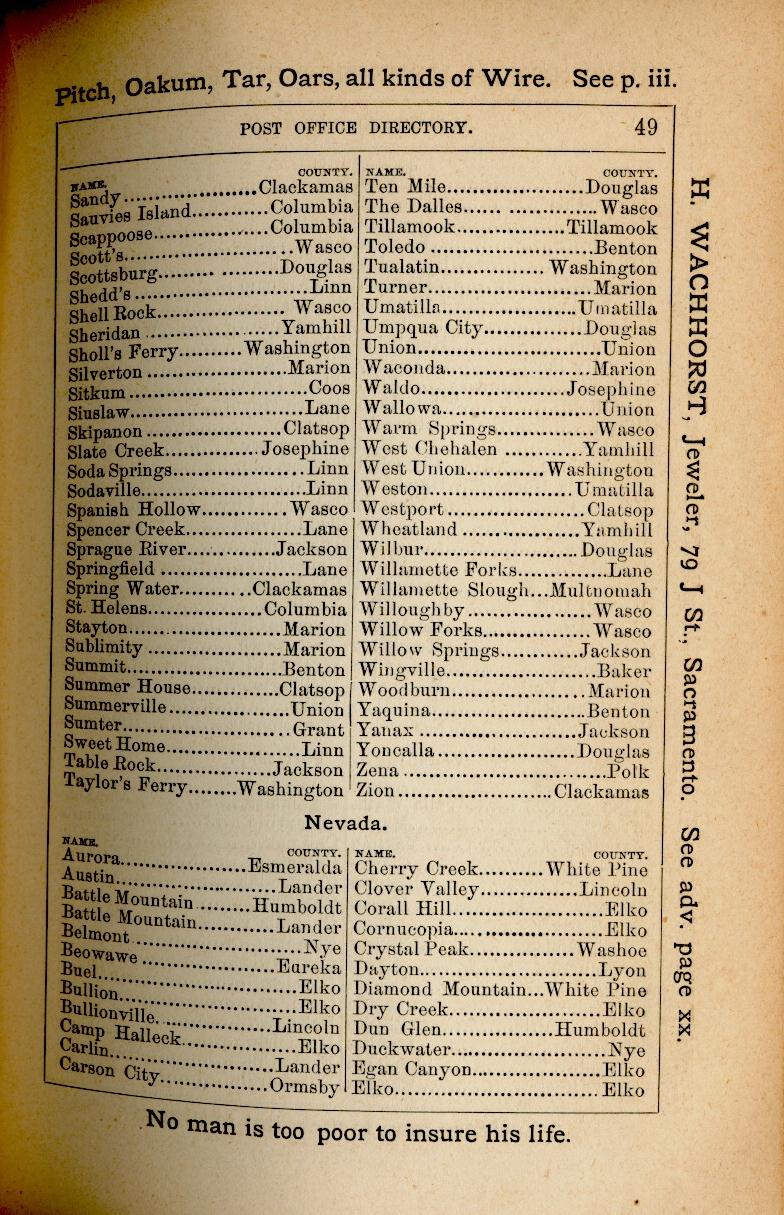 Pitch, Oakum, Tar, Oars, all kinds of Wire. See p. iii.
POST OFFICE DIRECTORY. 49
NAME. COUNTY.
Sandy....................Clackamas
Sauvies Island...........Columbia
Scappoose................Columbia
Scott's.......................Wasco
Scottsburg......... .........Douglas
Shedd's.........................Linn
Shell Rock................... Wasco
Sheridan ....................Yamhill
Sholl's Ferry..........Washington
Silverton .....................Marion
Sitkum...........................Coos
Siuslaw..........................Lane
Skipanon ....................Clatsop
Slate Creek...............Josephine
Soda Springs...................Linn
Sodaville........................Linn
Spanish Hollow.............Wasco
Spencer Creek.................Lane
Sprague River.............Jackson
Springfield .....................Lane
Spring Water..........Clackamas
St. Helens.................Columbia
Stayton.......................Marion
Sublimity ....................Marion
Summit.......................Benton
Summer House.............Clatsop
Summerville..................Union
Sumter.........................Grant
Sweet Home....................Linn
Table Rock.................Jackson
Taylor's Ferry........Washington
NAME. COUNTY.
Ten Mile.....................Douglas
The Dalles...... ..............Wasco
Tillamook.................Tillamook
Toledo .........................Benton
Tualatin................ Washington
Turner.........................Marion
Umatilla.....................Umatilla
Umpqua City...............Douglas
Union............................Union
Waconda......................Marion
Waldo.......................Josephine
Wallowa........................Union
Warm Springs...............Wasco
West Chehalen ............Yamhill
West Union............Washington
Weston......................Umatilla
Westport.....................Clatsop
Wheatland ..................Yamhill
Wilbur........................Douglas
Willamette Forks..............Lane
Willamette Slough...Multnomah
Willoughby....................Wasco
Willow Forks.................Wasco
Willow Springs............Jackson
Wingville.......................Baker
Woodburn....................Marion
Yaquina........................Benton
Yanax ........................Jackson
Yoncalla.....................Douglas
Zena ...............................Polk
Zion.......................Clackamas
Nevada.
NAME. COUNTY.
Aurora...................Esmeralda
Austin.........................Lander
Battle Mountain ........Humboldt
Battle Mountain............Lander
Belmont..........................Nye
Beowawe ....................Eureka
Buel..............................Elko
Bullion...........................Elko
Bullionville.................Lincoln
Camp Halleck..................Elko
Carlin.........................Lander
Carson City................Ormsby
NAME. COUNTY.
Cherry Creek..........White Pine
Clover Valley...............Lincoln
Corall Hill........................Elko
Cornucopia......................Elko
Crystal Peak................Washoe
Dayton............................Lyon
Diamond Mountain...White Pine
Dry Creek........................Elko
Dun Glen.................Humboldt
Duckwater........................Nye
Egan Canyon....................Elko
Elko............................... Elko
No man is too poor to insure his life.
H. WACHHORST, Jeweler, 79 J St., Sacramento. See adv. page xx.